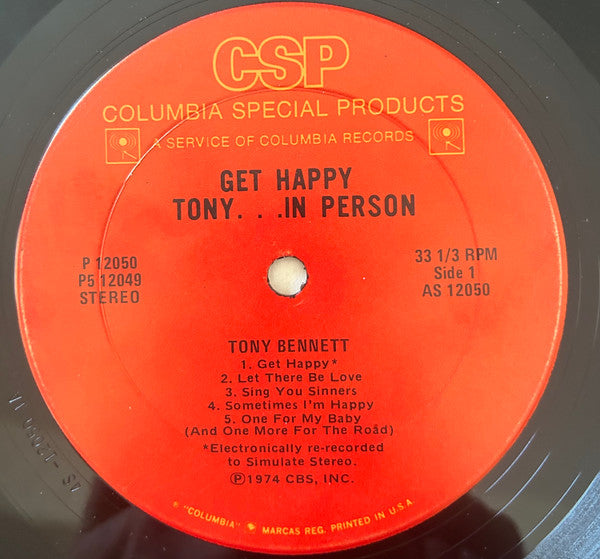 CSP
COLUMBIA SPECIAL PRODUCTS
A SERVICE OF COLUMBIA RECORDS
GET HAPPY
TONY. . .IN PERSON
P 12050
P5 12049
STEREO
33 1/3 RPM
Side 1
AS 12050
TONY BENNETT
1. Get Happy*
2. Let There Be Love
3. Sing You Sinners
4. Sometimes I'm Happy
5. One For My Baby
(And One More For The Road)
*Electronically re-recorded
to Simulate Stereo.
Ⓟ1974 CBS, INC.
"COLUMBIA" MARCAS REG. PRINTED IN U.S.A.